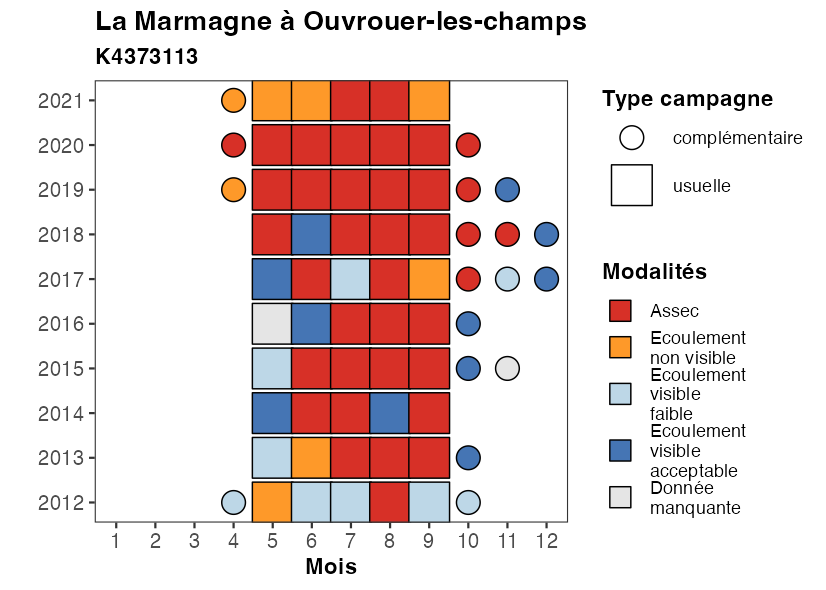 La Marmagne à Ouvrouer-les-champs
K4373113
2021
2020
2019
2018
2017
2016
2015
2014
2013
2012
1 2 3 4 5 6 7 8 9 10 11 12
Mois
Type campagne
complémentaire
usuelle
Modalités
Assec
Ecoulement
non visible
Ecoulement
visible
faible
Ecoulement
visible
acceptable
Donnée
manquante